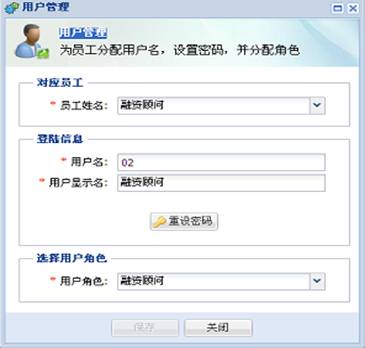 用户管理
用户管理
为员工分配用户名，设置密码，并分配角色
对应员工
* 员工姓名: 融资顾问
登陆信息
* 用户名: 02
* 用户显示名: 融资顾问
重设密码
选择用户角色
* 用户角色: 融资顾问
保存 关闭